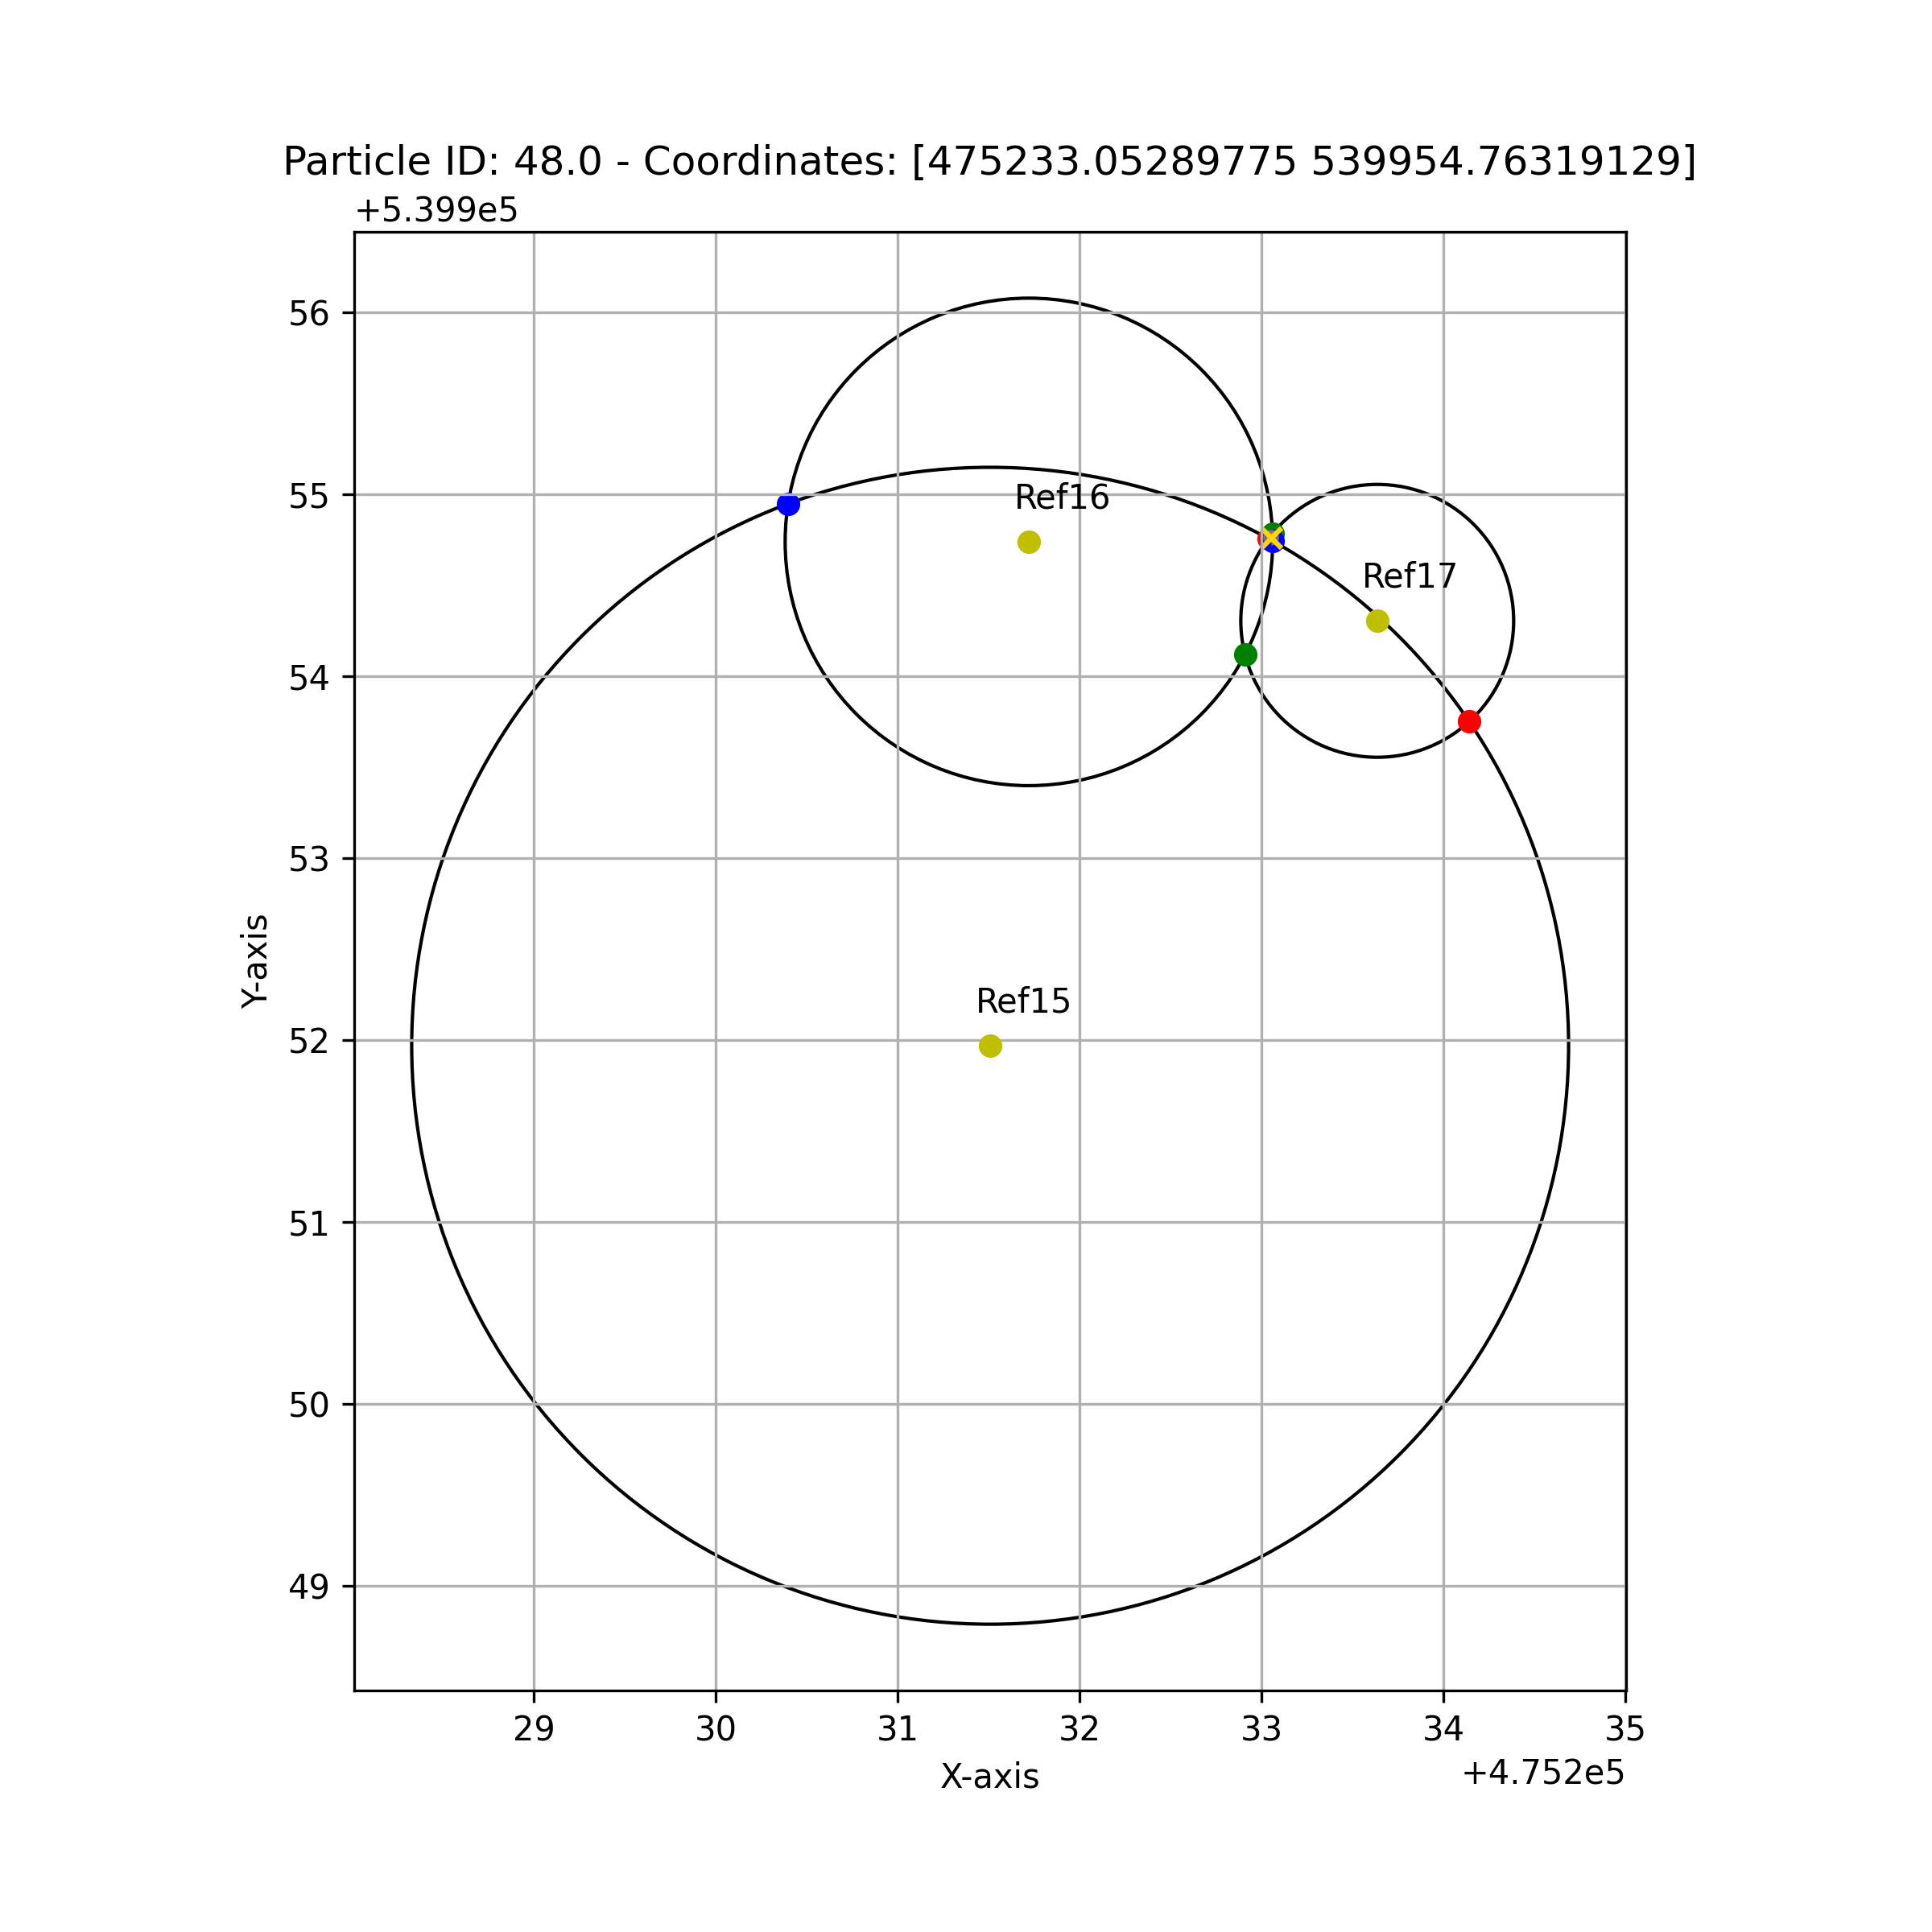 Particle ID: 48.0 - Coordinates: [475233.05289775 539954.76319129]
+5.399e5
56
55
Ref16
Ref17
54
53
Y-axis
Ref15
52
51
50
49
29 30 31 32 33 34 35
X-axis
+4.752e5